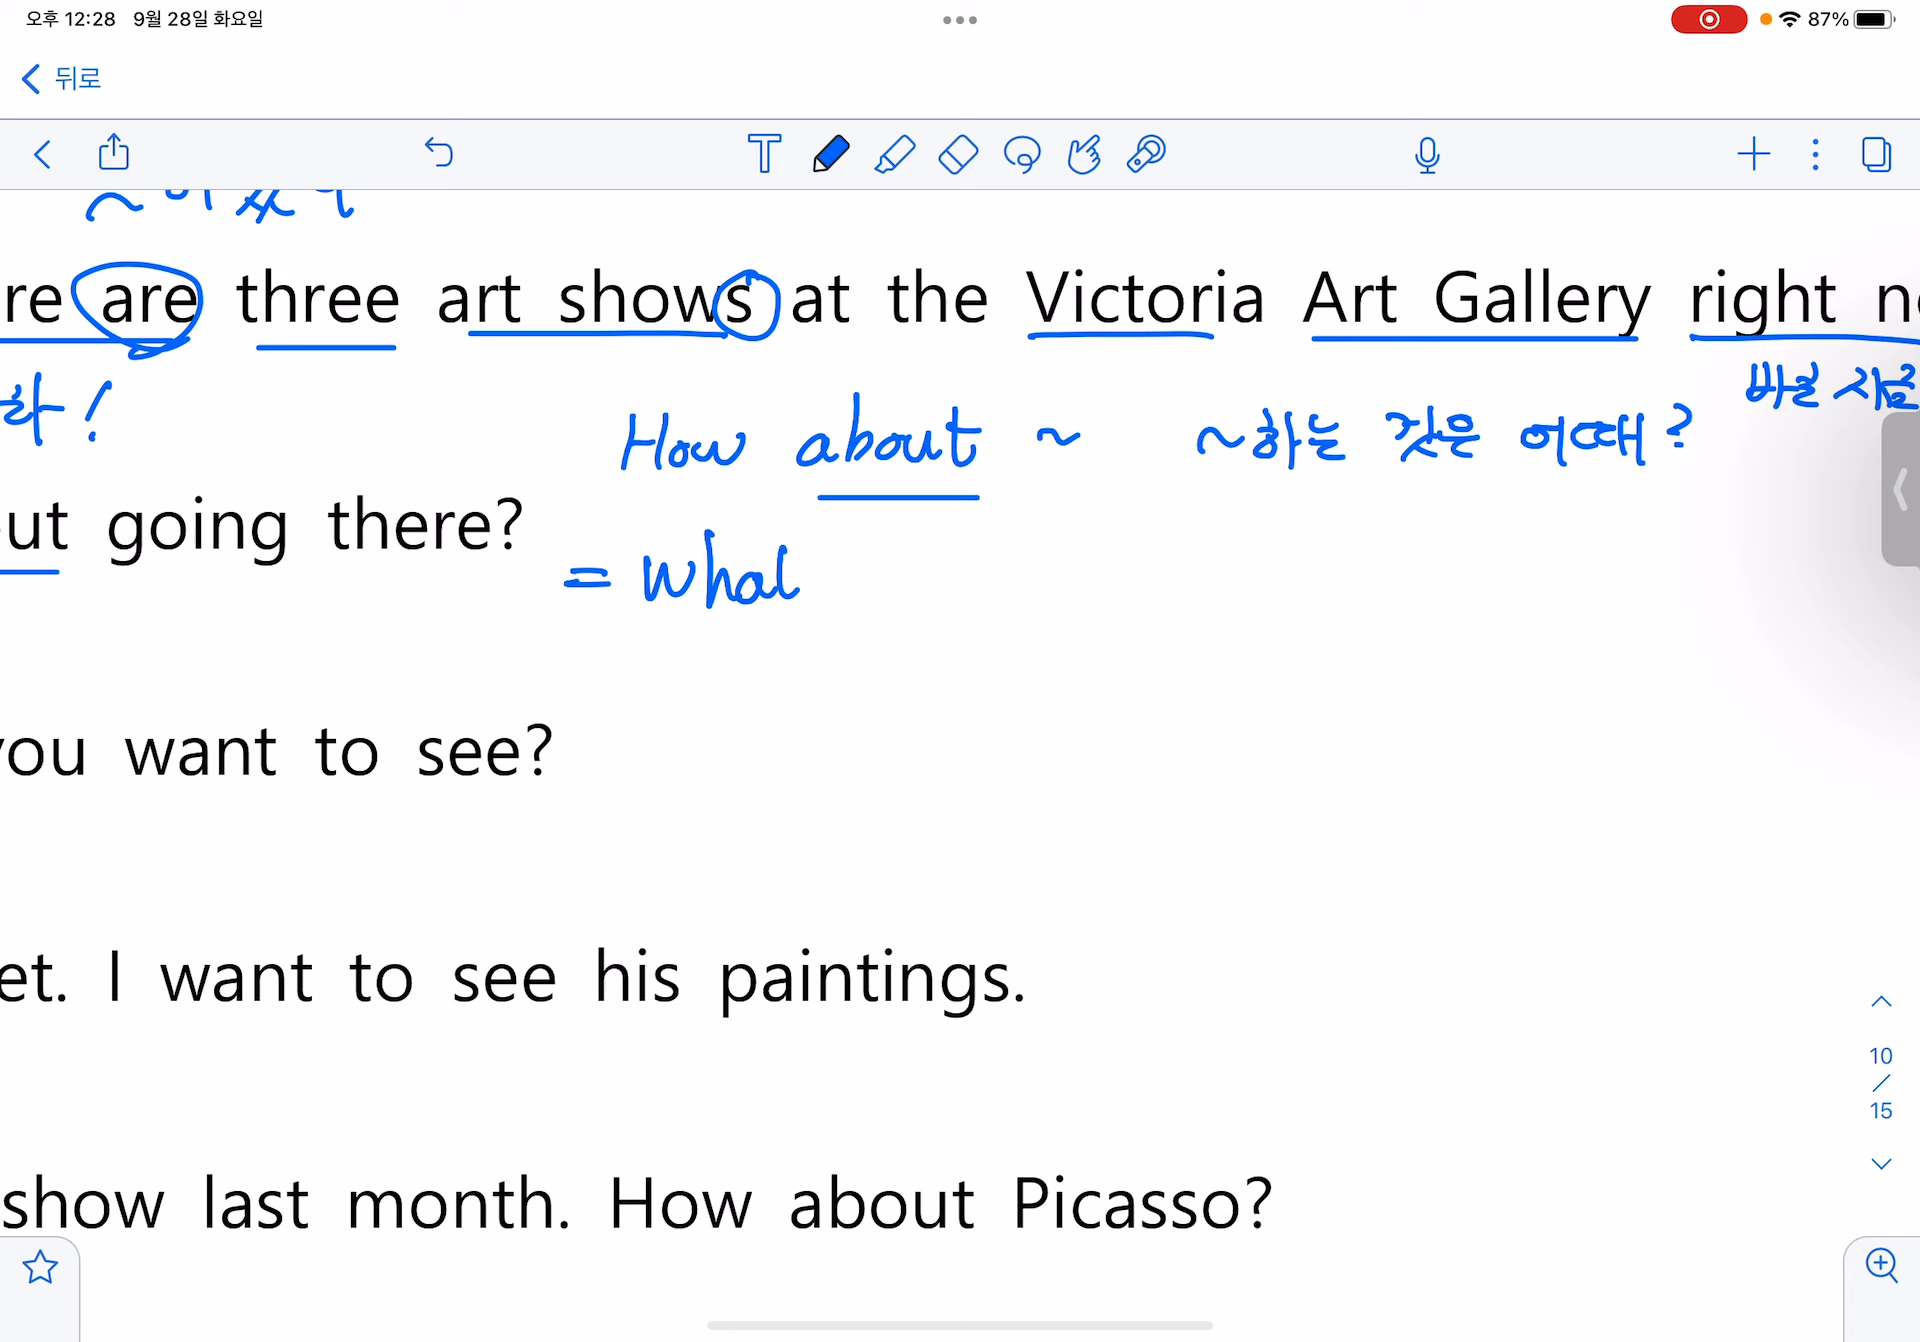 오후 12:28 9월 28일 화요일
87%
뒤로
re are three art shows at the Victoria Art Gallery right n
바로 지금
How about ~ ~하는 것은 어때?
ut going there?
= What
you want to see?
et. I want to see his paintings.
10
/
15
show last month. How about Picasso?